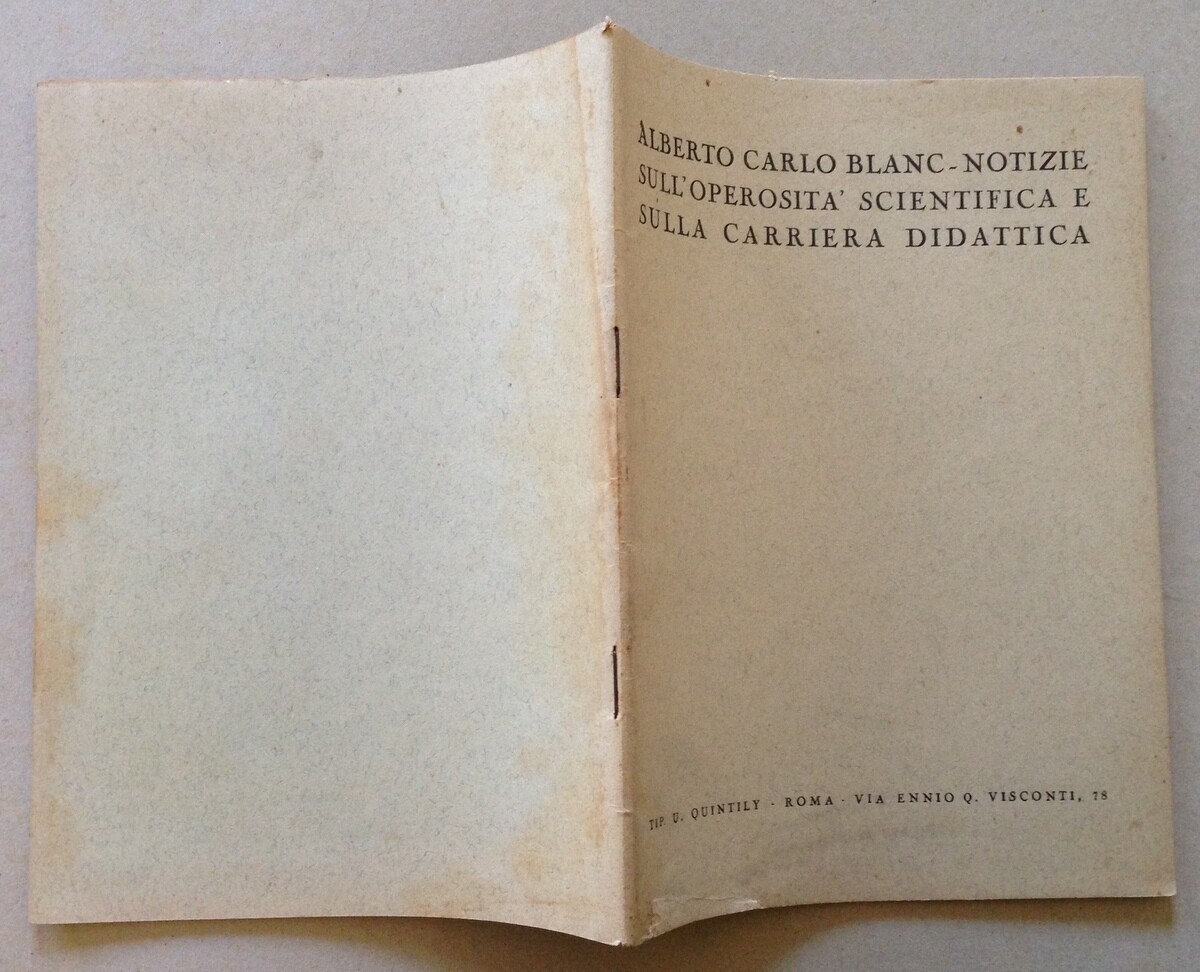 ALBERTO CARLO BLANC - NOTIZIE
SULL'OPEROSITA' SCIENTIFICA E
SULLA CARRIERA DIDATTICA
TIP. U. QUINTILY - ROMA - VIA ENNIO Q. VISCONTI, 78